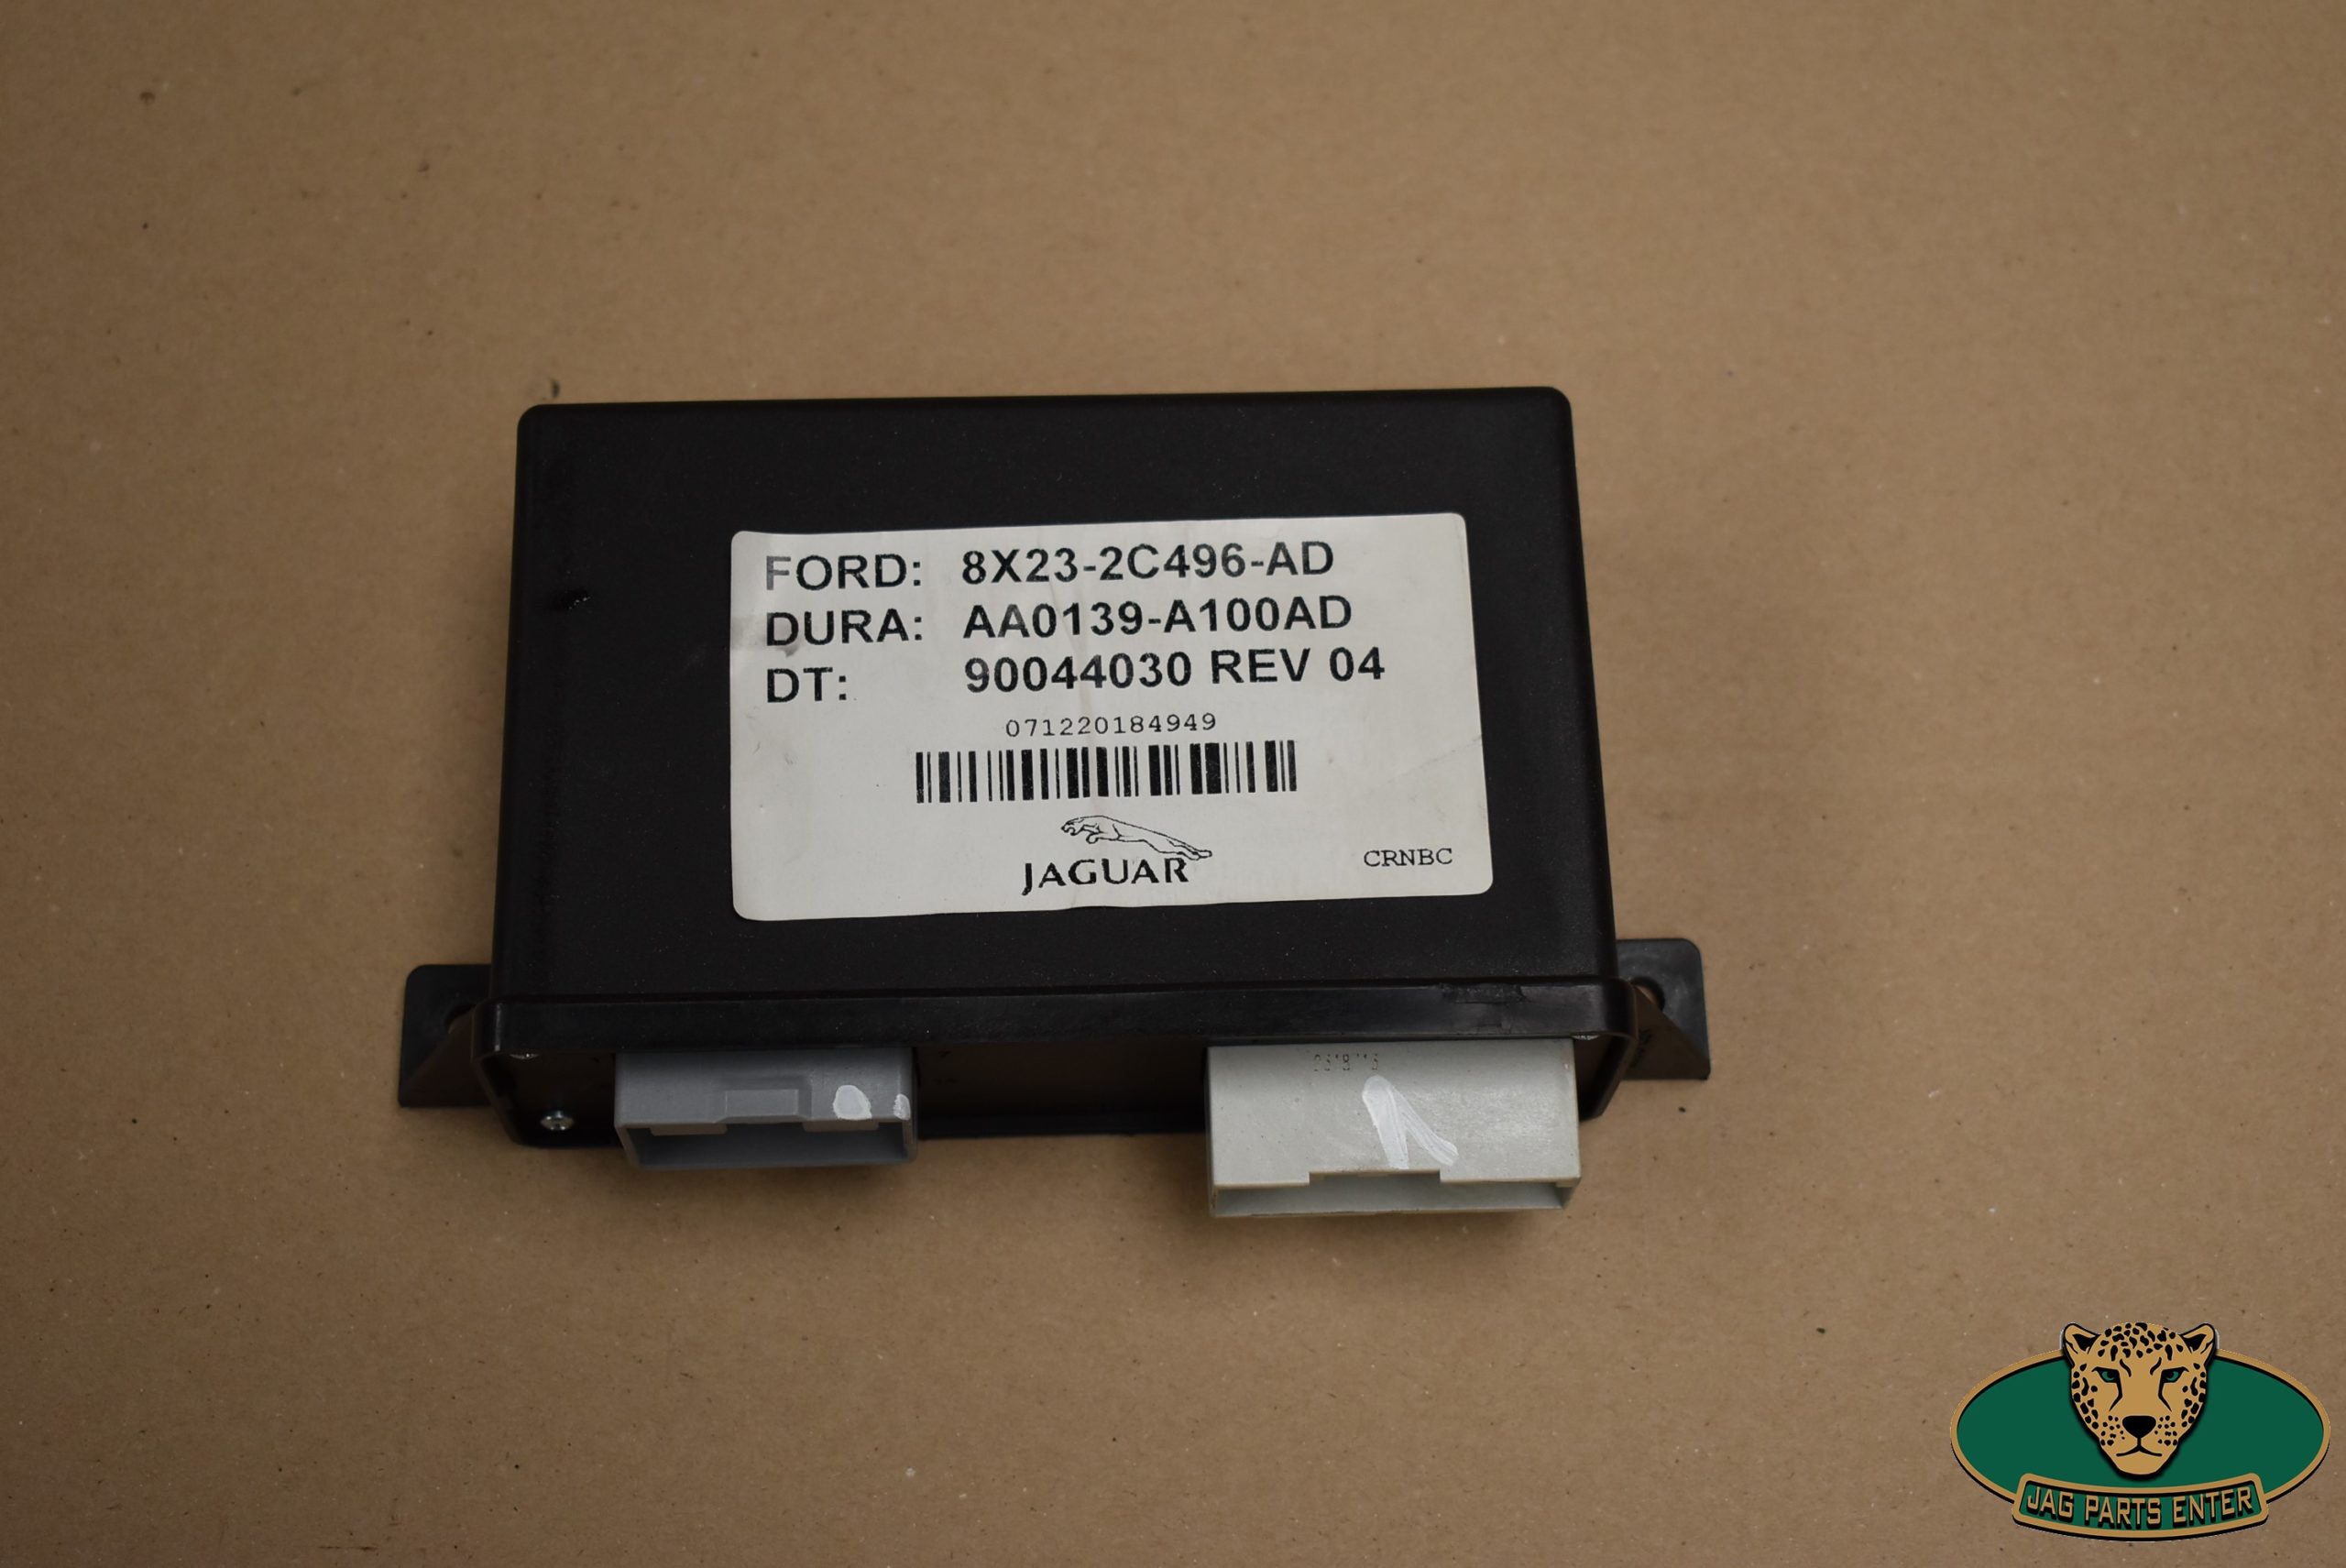 FORD: 8X23-2C496-AD
DURA: AA0139-A100AD
DT: 90044030 REV 04
071220184949
JAGUAR
CRNBC
JAG PARTS ENTER